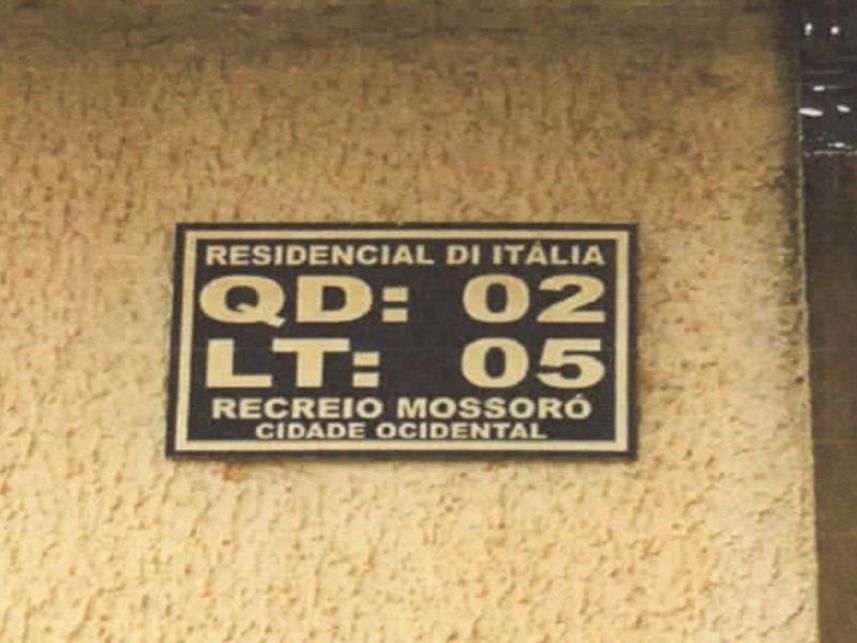 RESIDENCIAL DI ITÁLIA
QD: 02
LT: 05
RECREIO MOSSORÓ
CIDADE OCIDENTAL